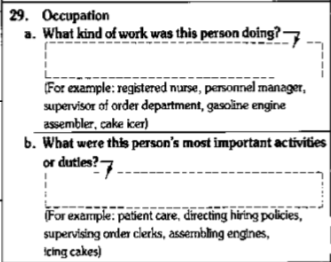 29. Occupation
a. What kind of work was this person doing?
(For example: registered nurse, personnel manager,
supervisor of order department, gasoline engine
assembler, cake icer)
b. What were this person's most important activities
or duties?
(For example: patient care, directing hiring policies,
supervising order clerks, assembling engines,
icing cakes)